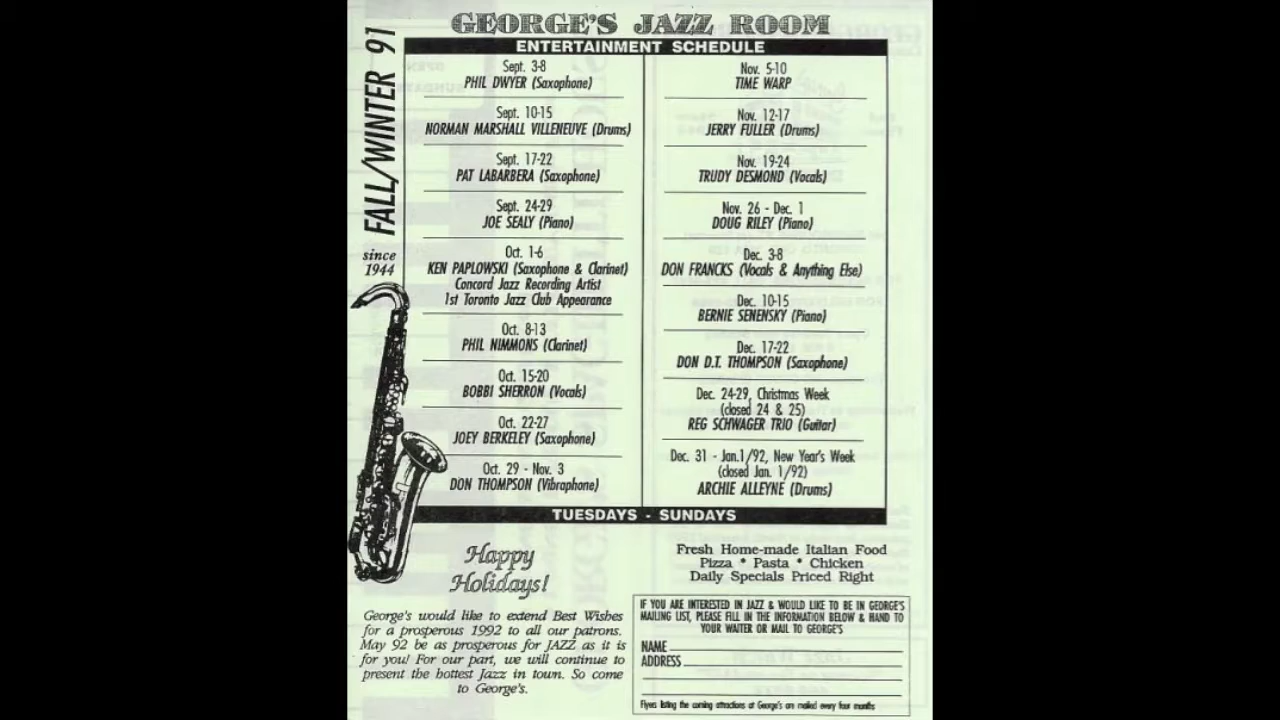 GEORGE'S JAZZ ROOM
ENTERTAINMENT SCHEDULE
FALL/WINTER 91
since
1944
Sept. 3-8
PHIL DWYER (Saxophone)
Sept. 10-15
NORMAN MARSHALL VILLENEUVE (Drums)
Sept. 17-22
PAT LABARBERA (Saxophone)
Sept. 24-29
JOE SEALY (Piano)
Oct. 1-6
KEN PAPLOWSKI (Saxophone & Clarinet)
Concord Jazz Recording Artist
1st Toronto Jazz Club Appearance
Oct. 8-13
PHIL NIMMONS (Clarinet)
Oct. 15-20
BOBBI SHERRON (Vocals)
Oct. 22-27
JOEY BERKELEY (Saxophone)
Oct. 29 - Nov. 3
DON THOMPSON (Vibraphone)
Nov. 5-10
TIME WARP
Nov. 12-17
JERRY FULLER (Drums)
Nov. 19-24
TRUDY DESMOND (Vocals)
Nov. 26 - Dec. 1
DOUG RILEY (Piano)
Dec. 3-8
DON FRANCKS (Vocals & Anything Else)
Dec. 10-15
BERNIE SENENSKY (Piano)
Dec. 17-22
DON D.T. THOMPSON (Saxophone)
Dec. 24-29, Christmas Week
(closed 24 & 25)
REG SCHWAGER TRIO (Guitar)
Dec. 31 - Jan.1/92, New Year's Week
(closed Jan. 1/92)
ARCHIE ALLEYNE (Drums)
TUESDAYS - SUNDAYS
Happy
Holidays!
George's would like to extend Best Wishes
for a prosperous 1992 to all our patrons.
May 92 be as prosperous for JAZZ as it is
for you! For our part, we will continue to
present the hottest Jazz in town. So come
to George's.
Fresh Home-made Italian Food
Pizza * Pasta * Chicken
Daily Specials Priced Right
IF YOU ARE INTERESTED IN JAZZ & WOULD LIKE TO BE IN GEORGE'S
MAILING LIST, PLEASE FILL IN THE INFORMATION BELOW & HAND TO
YOUR WAITER OR MAIL TO GEORGE'S
NAME
ADDRESS
Flyers listing the coming attractions at George's are mailed every four months